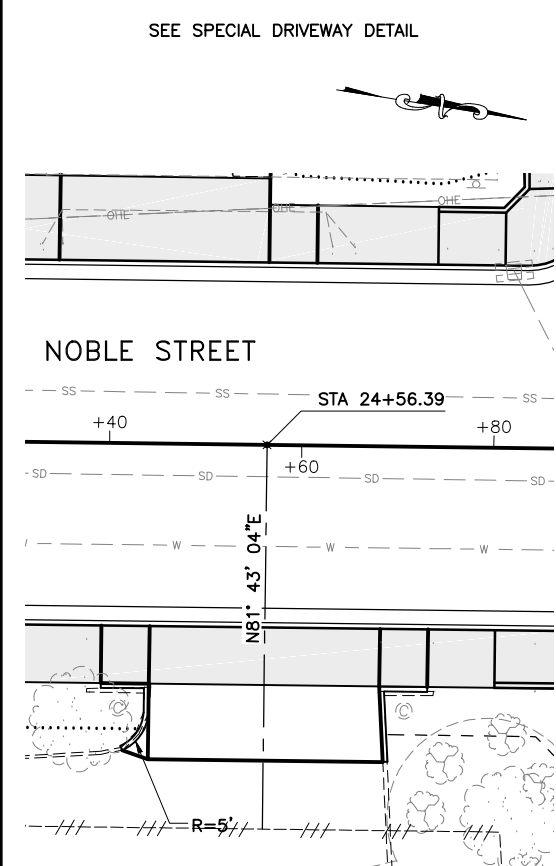 SEE SPECIAL DRIVEWAY DETAIL
OHE
OHE
OHE
NOBLE STREET
SS
SS
SS
STA 24+56.39
+40
+80
+60
SD
SD
SD
SD
W
W
W
N81° 43' 04"E
R=5'